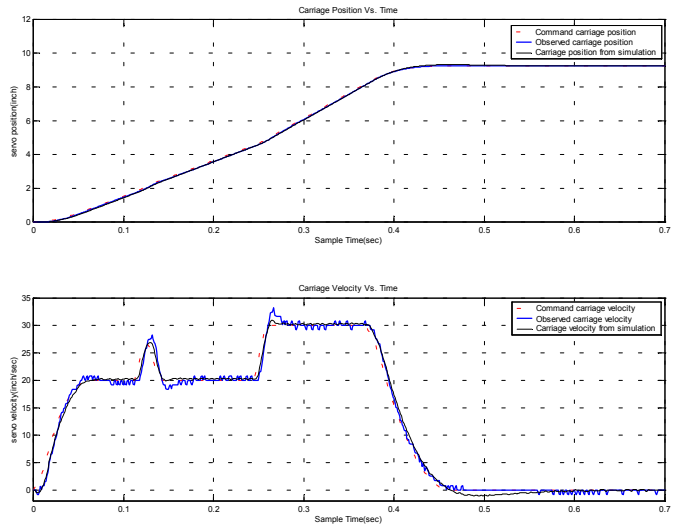 Carriage Position Vs. Time
12
10
8
6
4
2
0
servo position(inch)
Command carriage position
Observed carriage position
Carriage position from simulation
0 0.1 0.2 0.3 0.4 0.5 0.6 0.7
Sample Time(sec)
Carriage Velocity Vs. Time
35
30
25
20
15
10
5
0
servo velocity(inch/sec)
Command carriage velocity
Observed carriage velocity
Carriage velocity from simulation
0 0.1 0.2 0.3 0.4 0.5 0.6 0.7
Sample Time(sec)